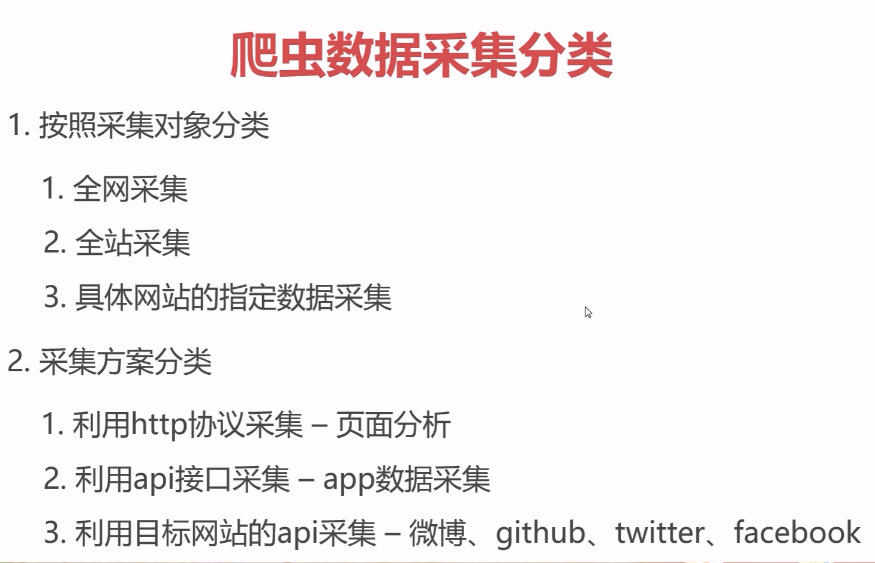 爬虫数据采集分类
1. 按照采集对象分类
1. 全网采集
2. 全站采集
3. 具体网站的指定数据采集
2. 采集方案分类
1. 利用http协议采集 – 页面分析
2. 利用api接口采集 – app数据采集
3. 利用目标网站的api采集 – 微博、github、twitter、facebook